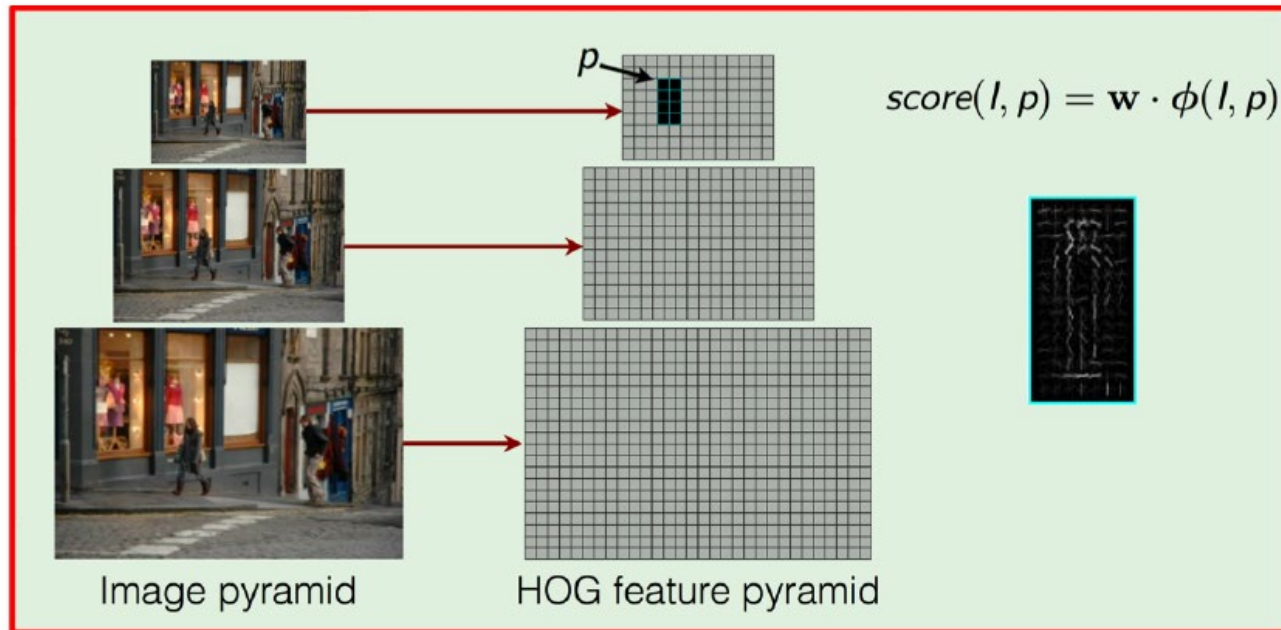 p
score(I, p) = w · ϕ(I, p)
Image pyramid
HOG feature pyramid